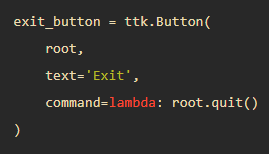 exit_button = ttk.Button(
    root,
    text='Exit',
    command=lambda: root.quit()
)